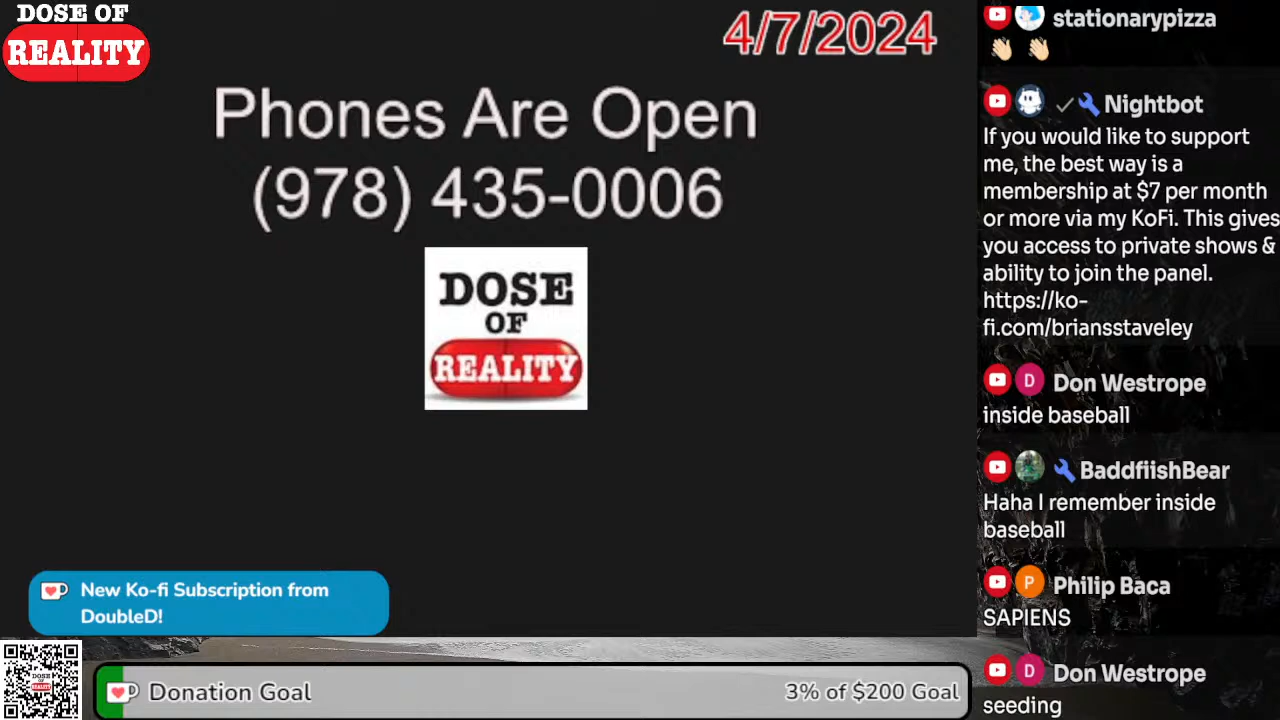 DOSE OF
REALITY
4/7/2024
Phones Are Open
(978) 435-0006
DOSE
OF
REALITY
New Ko-fi Subscription from
DoubleD!
DOSE
OF
REALITY
Donation Goal
3% of $200 Goal
stationarypizza
Nightbot
If you would like to support
me, the best way is a
membership at $7 per month
or more via my KoFi. This gives
you access to private shows &
ability to join the panel.
https://ko-
fi.com/briansstaveley
Don Westrope
inside baseball
BaddfiishBear
Haha I remember inside
baseball
P
Philip Baca
SAPIENS
D
Don Westrope
seeding